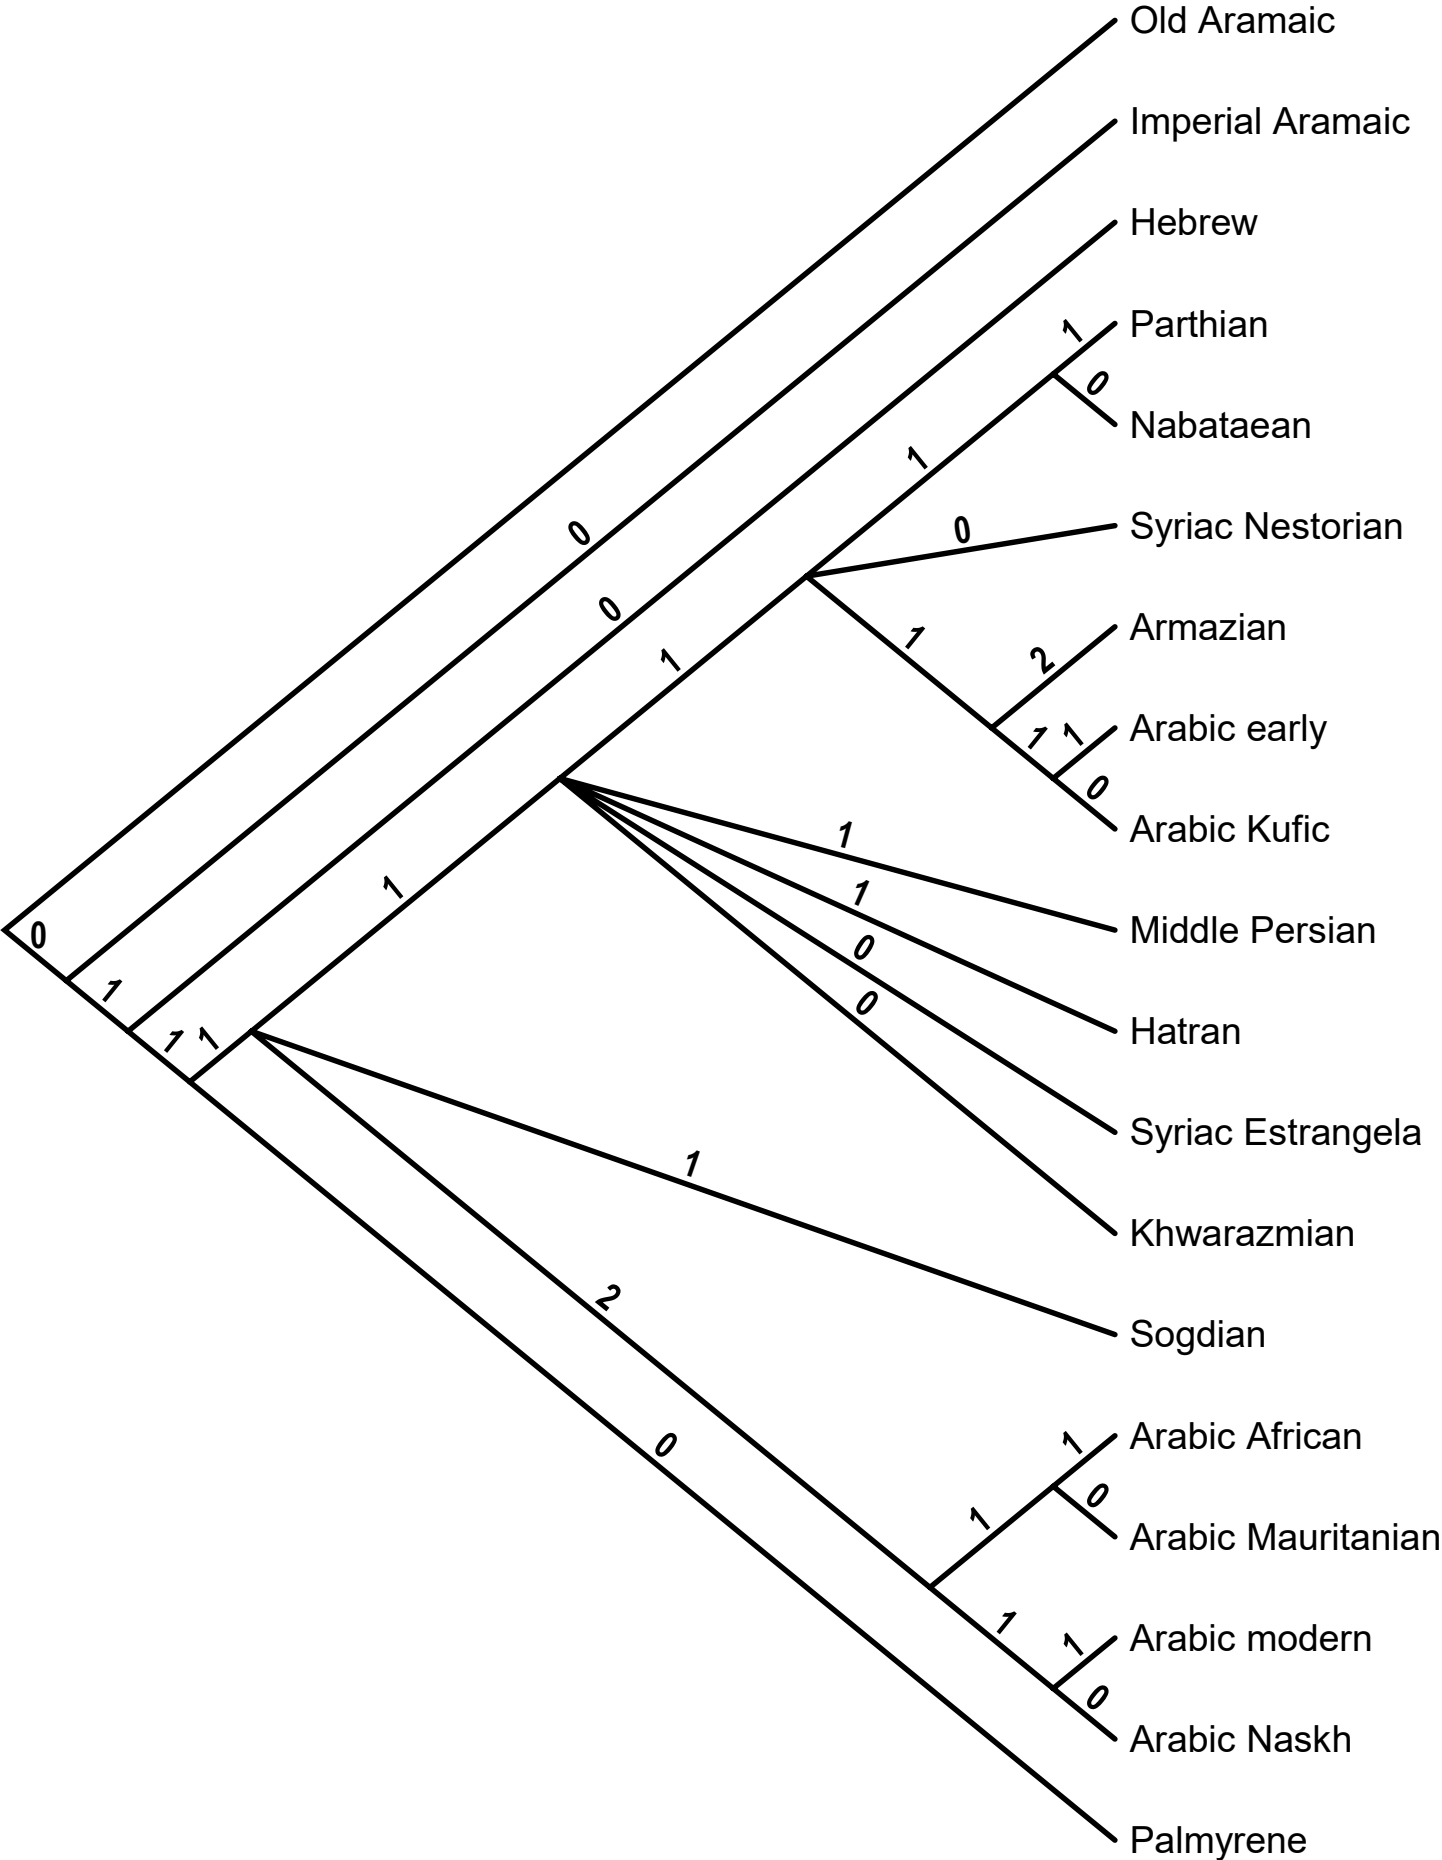 Old Aramaic
Imperial Aramaic
Hebrew
1
Parthian
0
Nabataean
1
0
Syriac Nestorian
0
0
1
1
2
Armazian
1
1
Arabic early
0
Arabic Kufic
1
1
Middle Persian
1
0
0
Hatran
0
1
1
1
Syriac Estrangela
1
Khwarazmian
2
Sogdian
0
1
Arabic African
0
1
Arabic Mauritanian
1
1
Arabic modern
0
Arabic Naskh
Palmyrene